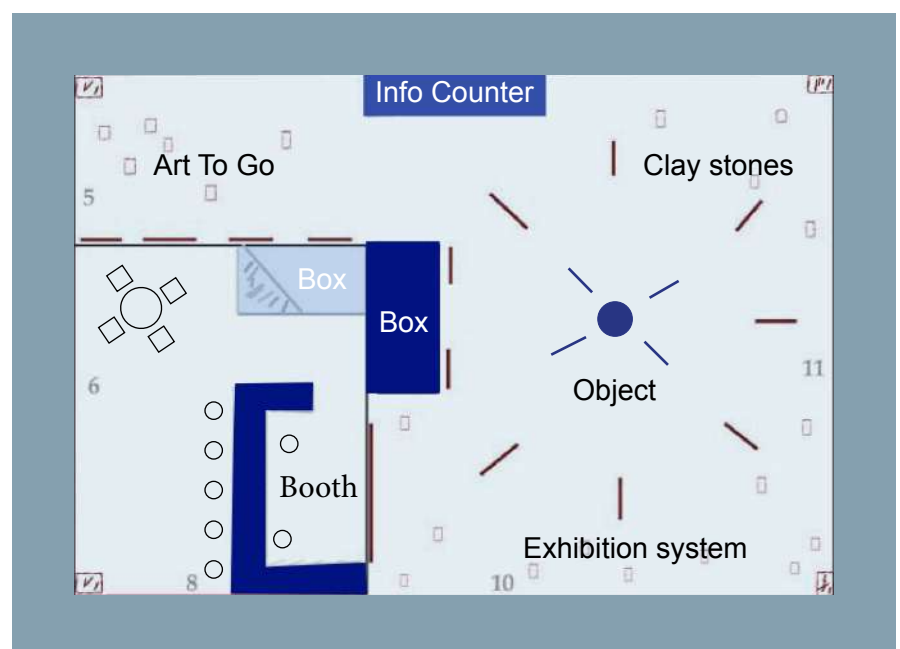 Info Counter
Art To Go
Clay stones
5
Box
Box
11
6
Object
Booth
Exhibition system
8
10